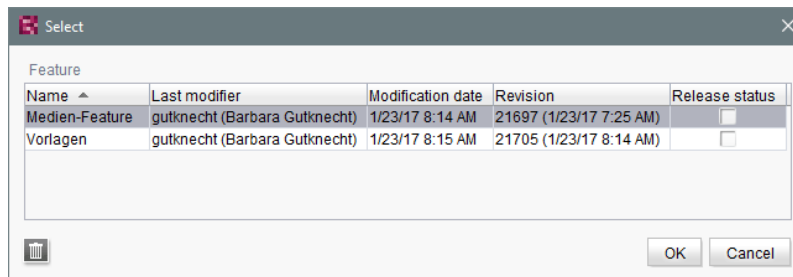 Select
Feature
Name Last modifier Modification date Revision Release status
Medien-Feature gutknecht (Barbara Gutknecht) 1/23/17 8:14 AM 21697 (1/23/17 7:25 AM)
Vorlagen gutknecht (Barbara Gutknecht) 1/23/17 8:15 AM 21705 (1/23/17 8:14 AM)
OK Cancel